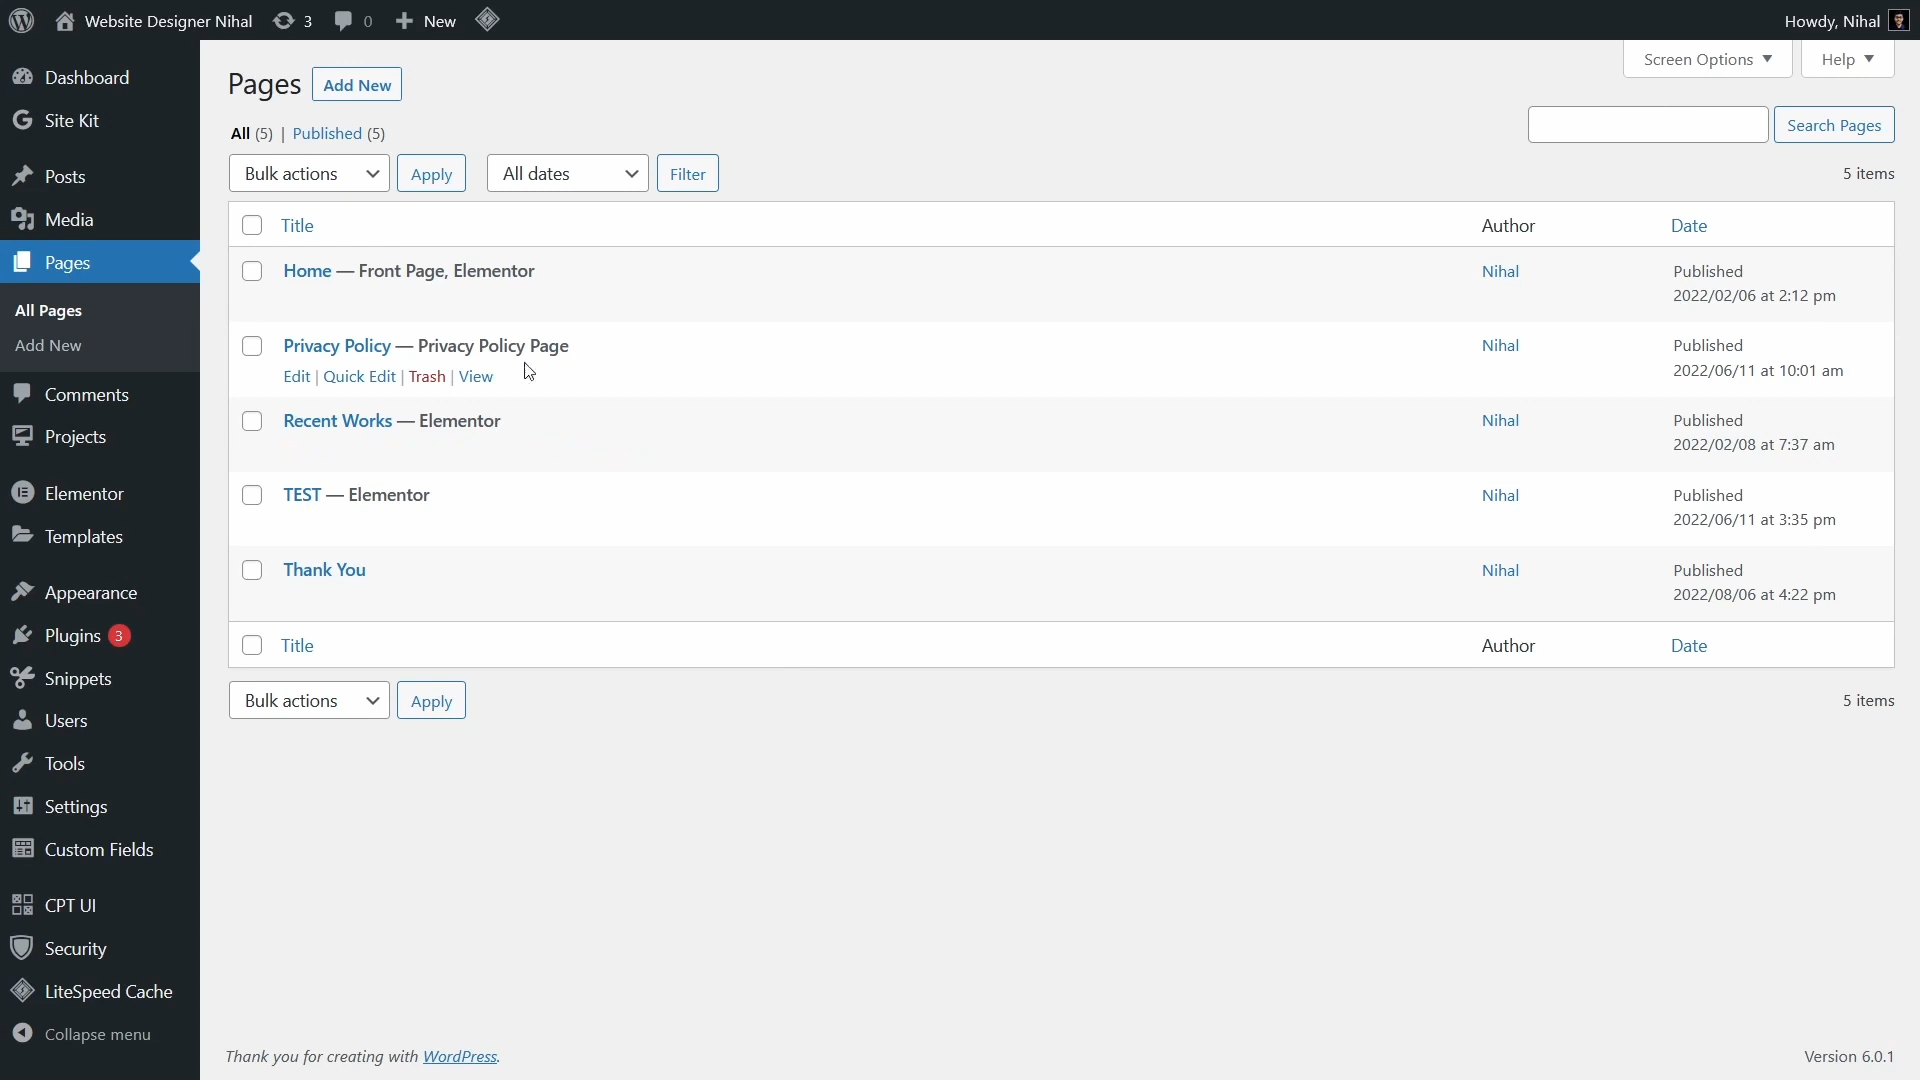 Website Designer Nihal 3 0 New Howdy, Nihal
Dashboard
Site Kit
Posts
Media
Pages
All Pages
Add New
Comments
Projects
Elementor
Templates
Appearance
Plugins 3
Snippets
Users
Tools
Settings
Custom Fields
CPT UI
Security
LiteSpeed Cache
Collapse menu
Screen Options Help
Pages Add New
All (5) | Published (5)
Search Pages
Bulk actions Apply All dates Filter 5 items
Title Author Date
Home — Front Page, Elementor Nihal Published
2022/02/06 at 2:12 pm
Privacy Policy — Privacy Policy Page Nihal Published
Edit | Quick Edit | Trash | View 2022/06/11 at 10:01 am
Recent Works — Elementor Nihal Published
2022/02/08 at 7:37 am
TEST — Elementor Nihal Published
2022/06/11 at 3:35 pm
Thank You Nihal Published
2022/08/06 at 4:22 pm
Title Author Date
Bulk actions Apply 5 items
Thank you for creating with WordPress. Version 6.0.1